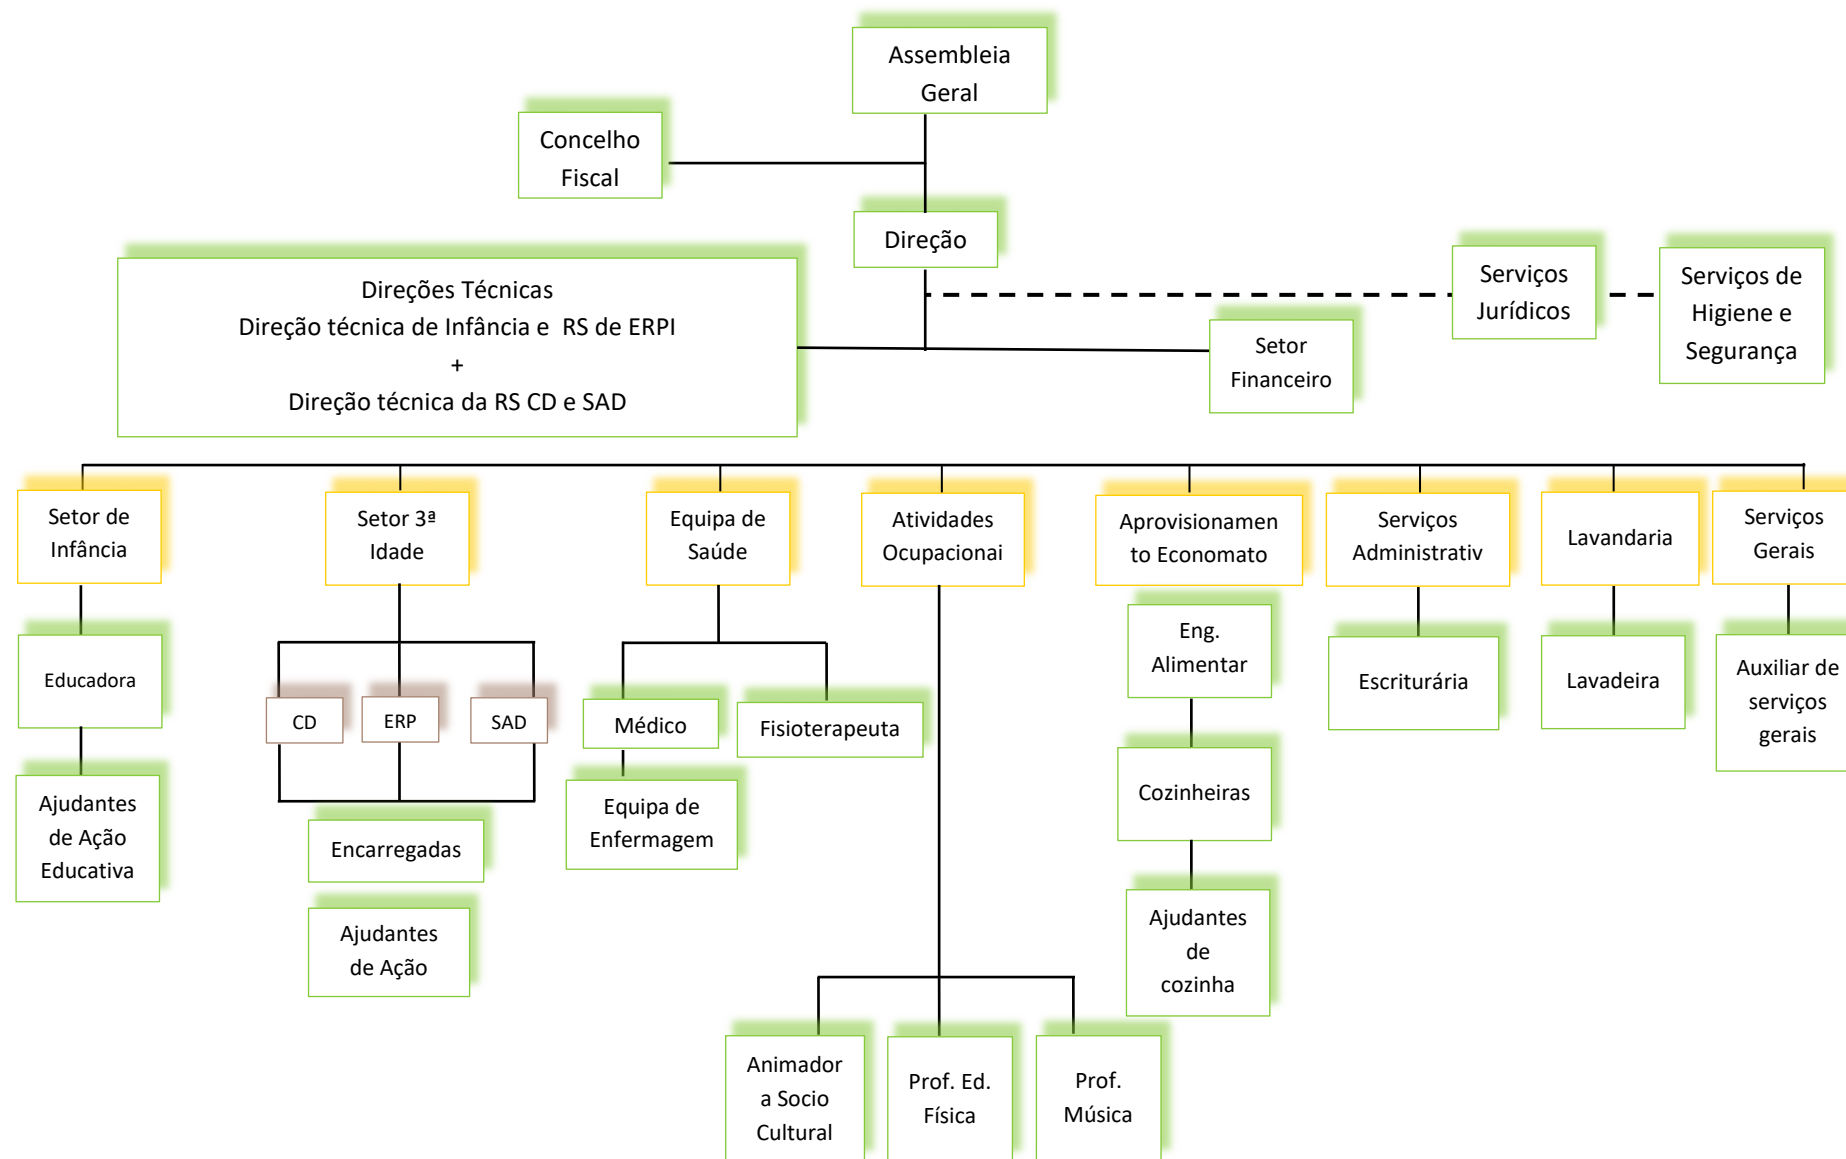 Assembleia
Geral
Concelho
Fiscal
Direção
Direções Técnicas
Direção técnica de Infância e RS de ERPI
+
Direção técnica da RS CD e SAD
Serviços
Jurídicos
Serviços de
Higiene e
Segurança
Setor
Financeiro
Setor de
Infância
Setor 3ª
Idade
Equipa de
Saúde
Atividades
Ocupacionai
Aprovisionamen
to Economato
Serviços
Administrativ
Lavandaria
Serviços
Gerais
Educadora
Ajudantes
de Ação
Educativa
CD
ERP
SAD
Encarregadas
Ajudantes
de Ação
Médico
Fisioterapeuta
Equipa de
Enfermagem
Animador
a Socio
Cultural
Prof. Ed.
Física
Prof.
Música
Eng.
Alimentar
Cozinheiras
Ajudantes
de
cozinha
Escriturária
Lavadeira
Auxiliar de
serviços
gerais